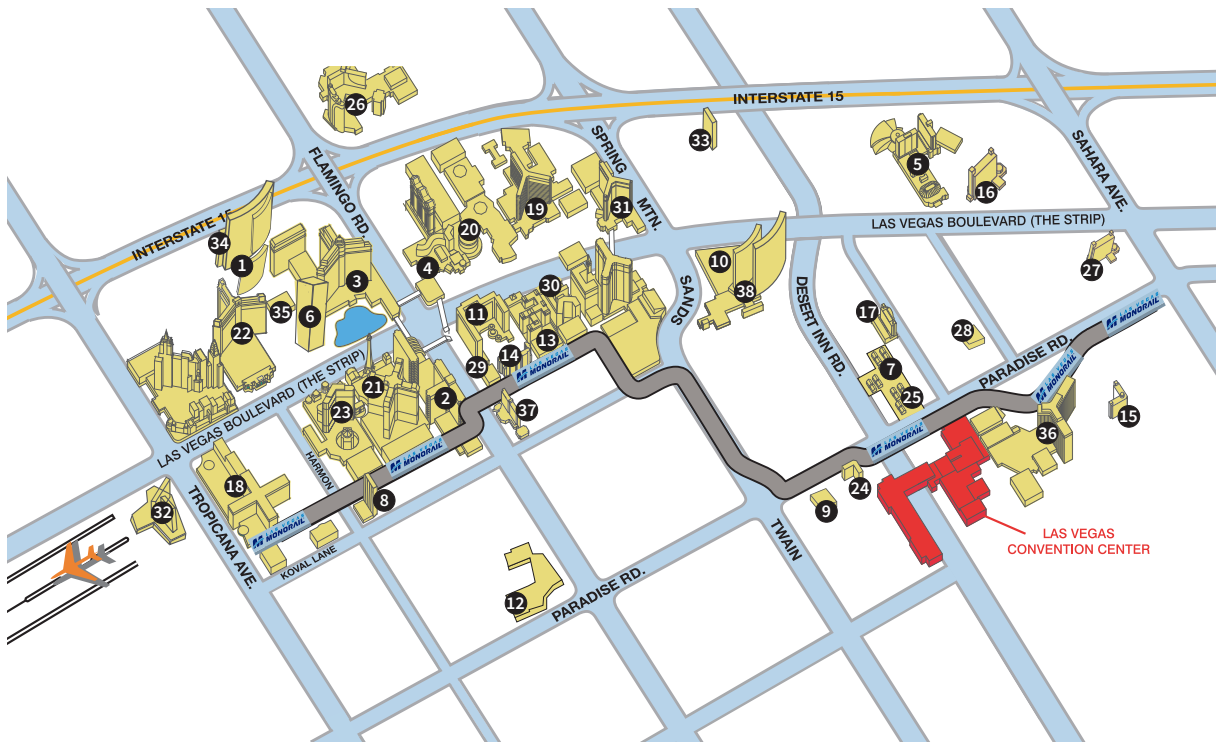 26
INTERSTATE 15
33
SPRING
MTN.
SAHARA AVE.
FLAMINGO RD.
5
16
19
31
LAS VEGAS BOULEVARD (THE STRIP)
INTERSTATE 15
34
1
20
4
3
10
27
SANDS
30
38
DESERT INN RD.
35
6
11
17
28
22
13
14
7
PARADISE RD.
MONORAIL
MONORAIL
MONORAIL
29
21
25
LAS VEGAS BOULEVARD (THE STRIP)
23
2
37
15
36
MONORAIL
MONORAIL
HARMON
18
8
24
9
32
TROPICANA AVE.
MONORAIL
KOVAL LANE
TWAIN
LAS VEGAS
CONVENTION CENTER
12
PARADISE RD.